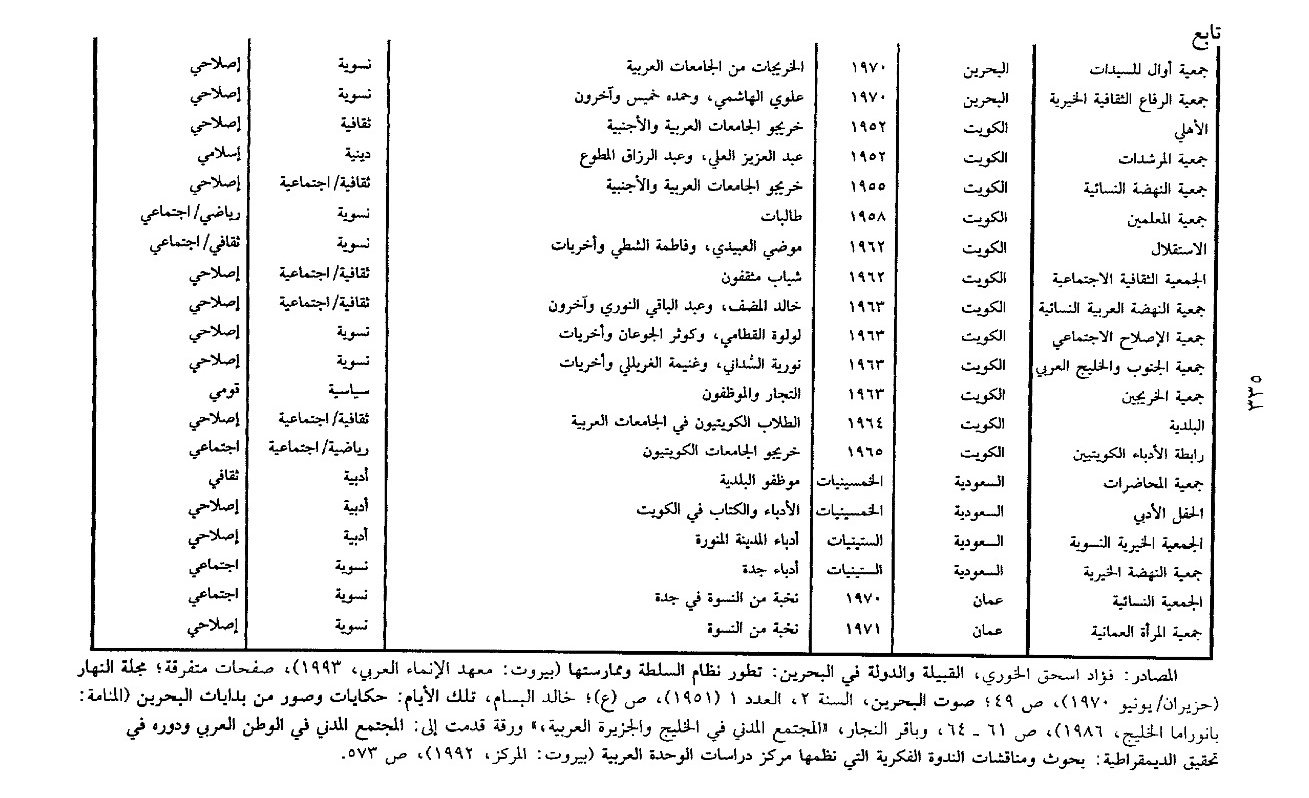 تابع
جمعية أوال للسيدات البحرين ١٩٧٠ الخريجات من الجامعات العربية نسوية إصلاحي
جمعية الرفاع الثقافية الخيرية البحرين ١٩٧٠ علوي الهاشمي، وحمده خميس وآخرون نسوية إصلاحي
الأهلي الكويت ١٩٥٢ خريجو الجامعات العربية والأجنبية ثقافية إصلاحي
جمعية المرشدات الكويت ١٩٥٢ عبد العزيز العلي، وعبد الرزاق المطوع دينية إسلامي
جمعية النهضة النسائية الكويت ١٩٥٥ خريجو الجامعات العربية والأجنبية ثقافية/ اجتماعية إصلاحي
جمعية المعلمين الكويت ١٩٥٨ طالبات نسوية رياضي/ اجتماعي
الاستقلال الكويت ١٩٦٢ موضي العبيدي، وفاطمة الشطي وأخريات نسوية ثقافي/ اجتماعي
الجمعية الثقافية الاجتماعية الكويت ١٩٦٢ شباب مثقفون ثقافية/ اجتماعية إصلاحي
جمعية النهضة العربية النسائية الكويت ١٩٦٣ خالد المضف، وعبد الباقي النوري وآخرون ثقافية/ اجتماعية إصلاحي
جمعية الإصلاح الاجتماعي الكويت ١٩٦٣ لولوة القطامي، وكوثر الجوعان وأخريات نسوية إصلاحي
جمعية الجنوب والخليج العربي الكويت ١٩٦٣ نورية السُّداني، وغنيمة الغربللي وأخريات نسوية إصلاحي
جمعية الخريجين الكويت ١٩٦٣ التجار والموظفون سياسية قومي
البلدية الكويت ١٩٦٤ الطلاب الكويتيون في الجامعات العربية ثقافية/ اجتماعية إصلاحي
رابطة الأدباء الكويتيين الكويت ١٩٦٥ خريجو الجامعات الكويتيون رياضية/ اجتماعية اجتماعي
جمعية المحاضرات السعودية الخمسينيات موظفو البلدية أدبية ثقافي
الحفل الأدبي السعودية الخمسينيات الأدباء والكتاب في الكويت أدبية إصلاحي
الجمعية الخيرية النسوية السعودية الستينيات أدباء المدينة المنورة أدبية إصلاحي
جمعية النهضة الخيرية السعودية الستينيات أدباء جدة نسوية اجتماعي
الجمعية النسائية عمان ١٩٧٠ نخبة من النسوة في جدة نسوية اجتماعي
جمعية المرأة العمانية عمان ١٩٧١ نخبة من النسوة نسوية إصلاحي
المصادر: فؤاد اسحق الخوري، القبيلة والدولة في البحرين: تطور نظام السلطة وممارستها (بيروت: معهد الإنماء العربي، ١٩٩٣)، صفحات متفرقة؛ مجلة النهار
(حزيران/ يونيو ١٩٧٠)، ص ٤٩؛ صوت البحرين، السنة ٢، العدد ١ (١٩٥١)، ص (ع)؛ خالد البسام، تلك الأيام: حكايات وصور من بدايات البحرين (المنامة:
بانوراما الخليج، ١٩٨٦)، ص ٦١ ـ ٦٤، وباقر النجار، «المجتمع المدني في الخليج والجزيرة العربية،» ورقة قدمت إلى: المجتمع المدني في الوطن العربي ودوره في
تحقيق الديمقراطية: بحوث ومناقشات الندوة الفكرية التي نظمها مركز دراسات الوحدة العربية (بيروت: المركز، ١٩٩٢)، ص ٥٧٣.
٣٣٥